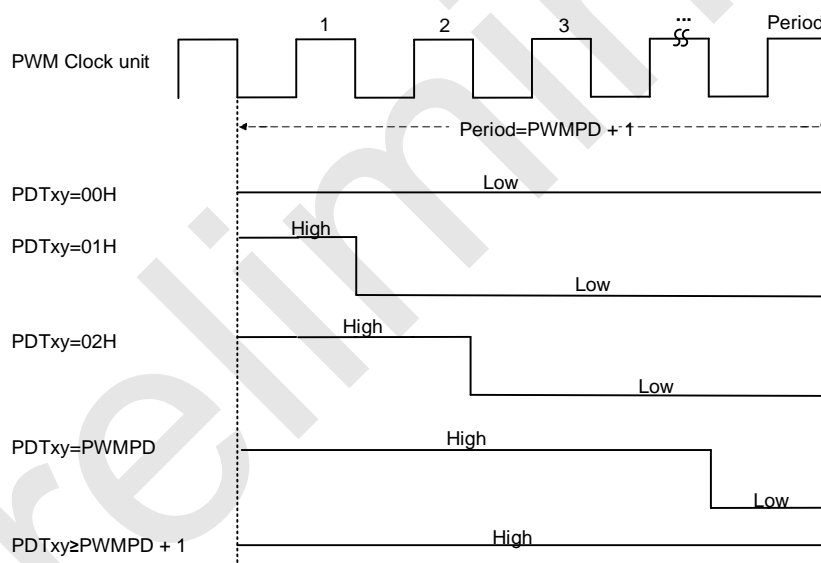 1 2 3 ... Period
PWM Clock unit
Period=PWMPD + 1
Low
PDTxy=00H
High
PDTxy=01H
Low
High
PDTxy=02H
Low
High
PDTxy=PWMPD
Low
High
PDTxy≥PWMPD + 1
relimi